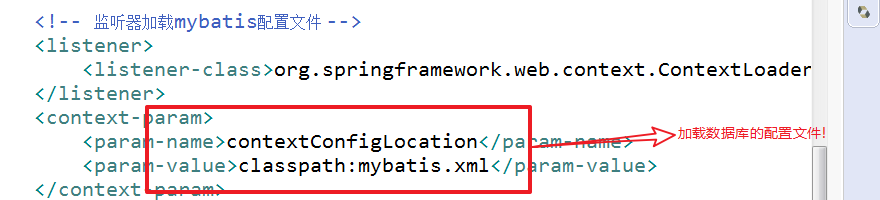 <!-- 监听器加载mybatis配置文件 -->
<listener>
<listener-class>org.springframework.web.context.ContextLoader
</listener>
<context-param>
<param-name>contextConfigLocation</param-name>
加载数据库的配置文件!
<param-value>classpath:mybatis.xml</param-value>
</context-param>